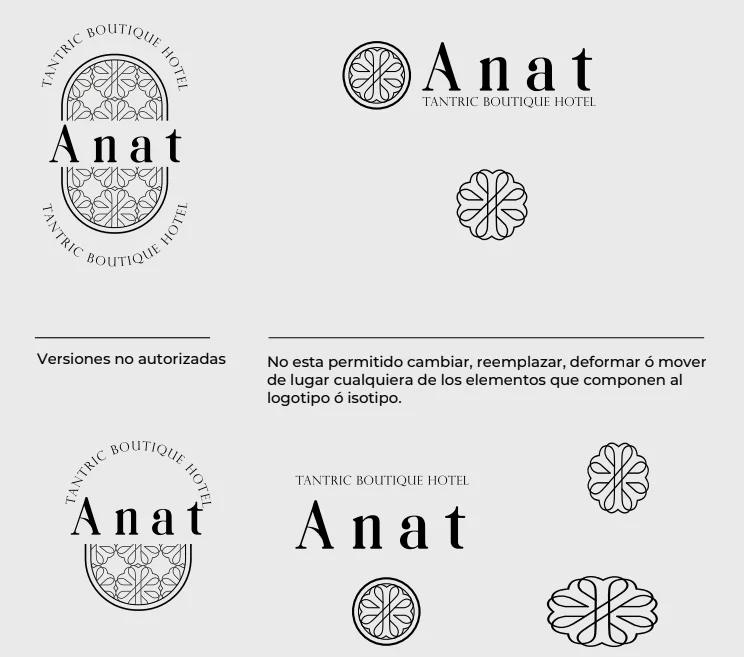 TANTRIC BOUTIQUE HOTEL
Anat
TANTRIC BOUTIQUE HOTEL
Anat
TANTRIC BOUTIQUE HOTEL
Versiones no autorizadas
No esta permitido cambiar, reemplazar, deformar ó mover
de lugar cualquiera de los elementos que componen al
logotipo ó isotipo.
TANTRIC BOUTIQUE HOTEL
Anat
TANTRIC BOUTIQUE HOTEL
Anat